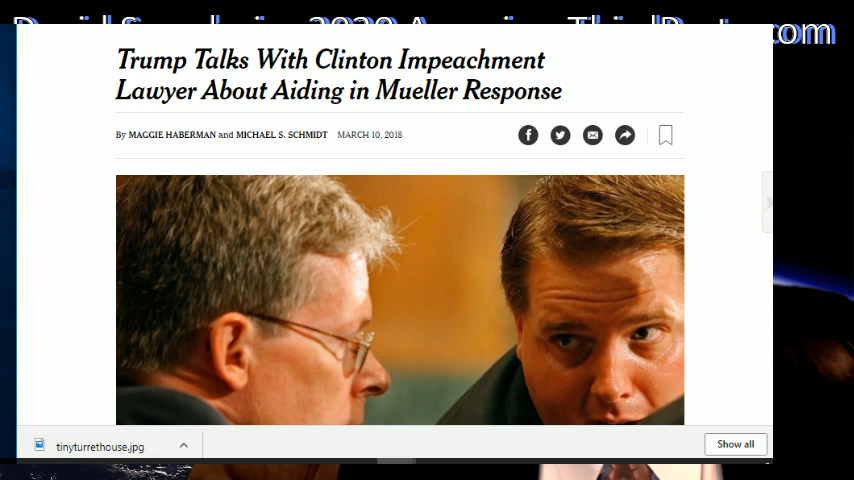 2020
com
Trump Talks With Clinton Impeachment
Lawyer About Aiding in Mueller Response
By MAGGIE HABERMAN and MICHAEL S. SCHMIDT MARCH 10, 2018
tinyturrethouse.jpg
Show all